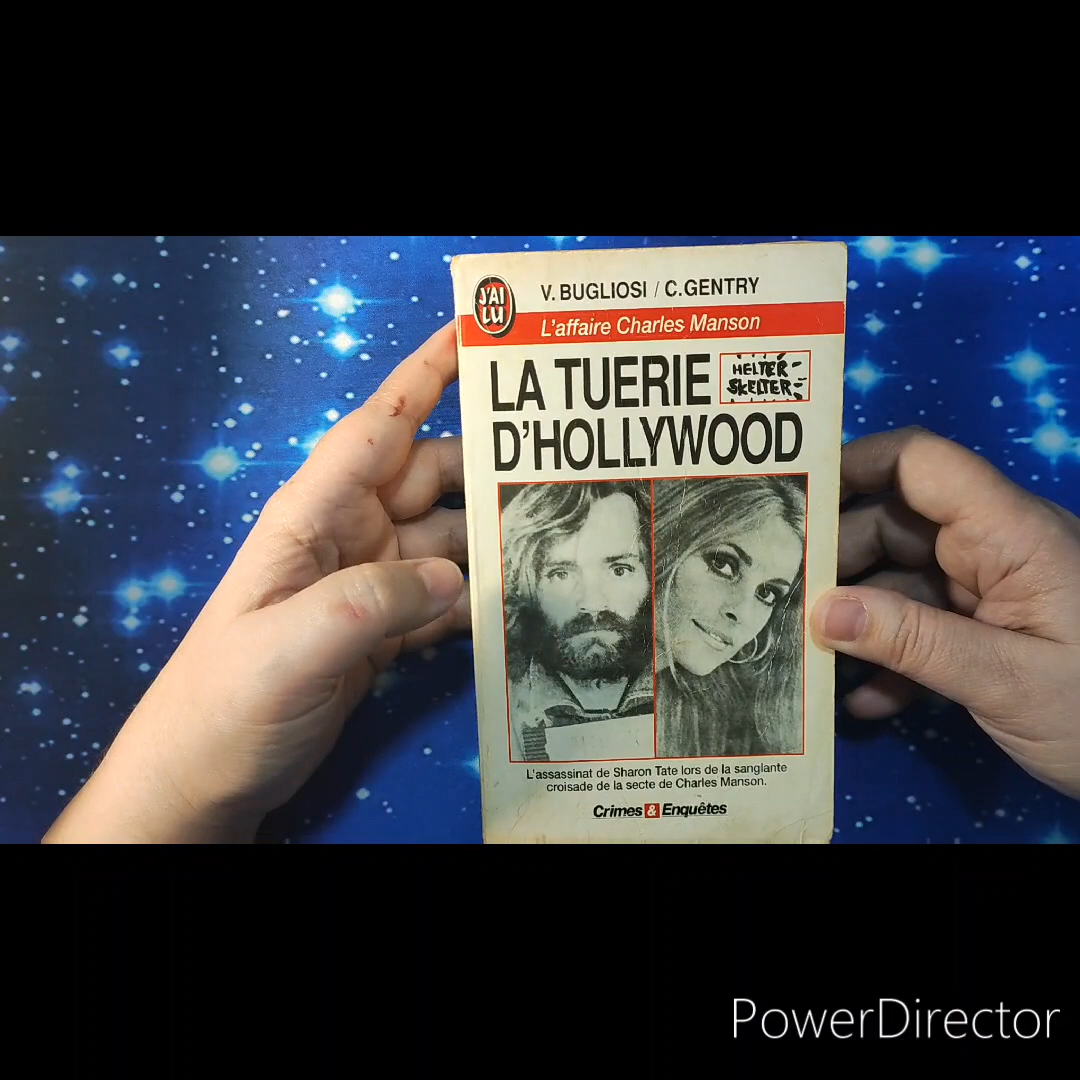 J'AI
LU
V. BUGLIOSI / C. GENTRY
L'affaire Charles Manson
LA TUERIE
HELTER-
SKELTER-
D'HOLLYWOOD
L'assassinat de Sharon Tate lors de la sanglante
croisade de la secte de Charles Manson.
Crimes & Enquêtes
PowerDirector